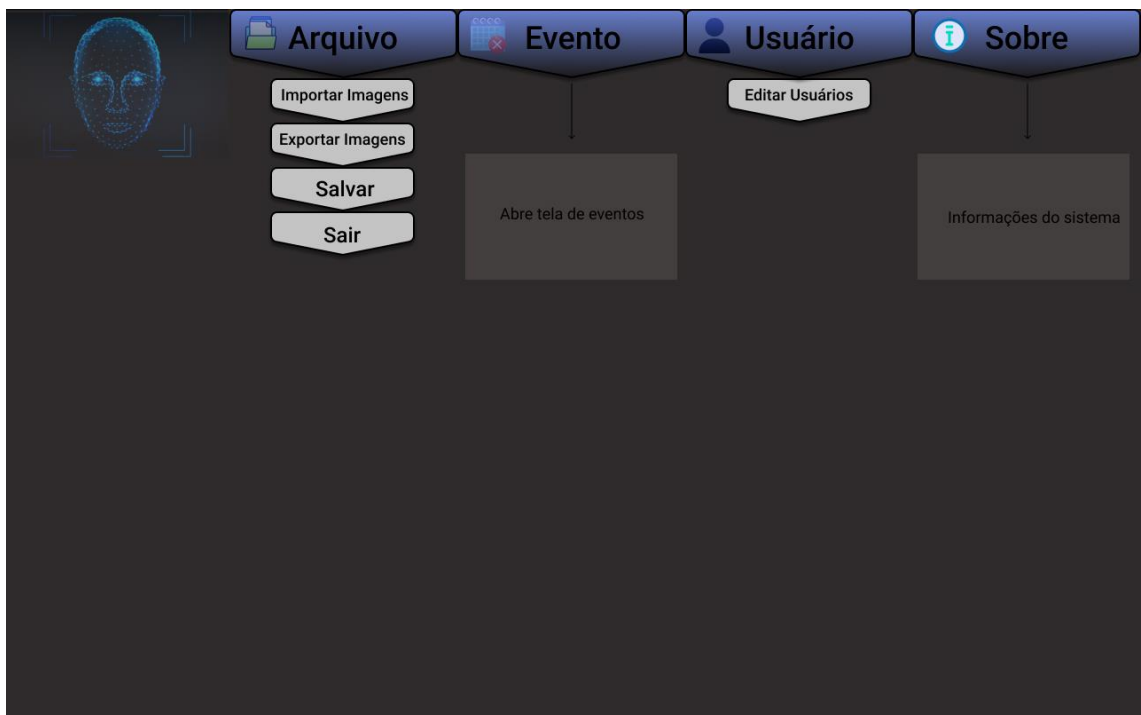 Arquivo
Evento
Usuário
Sobre
Importar Imagens
Exportar Imagens
Salvar
Sair
Abre tela de eventos
Editar Usuários
Informações do sistema